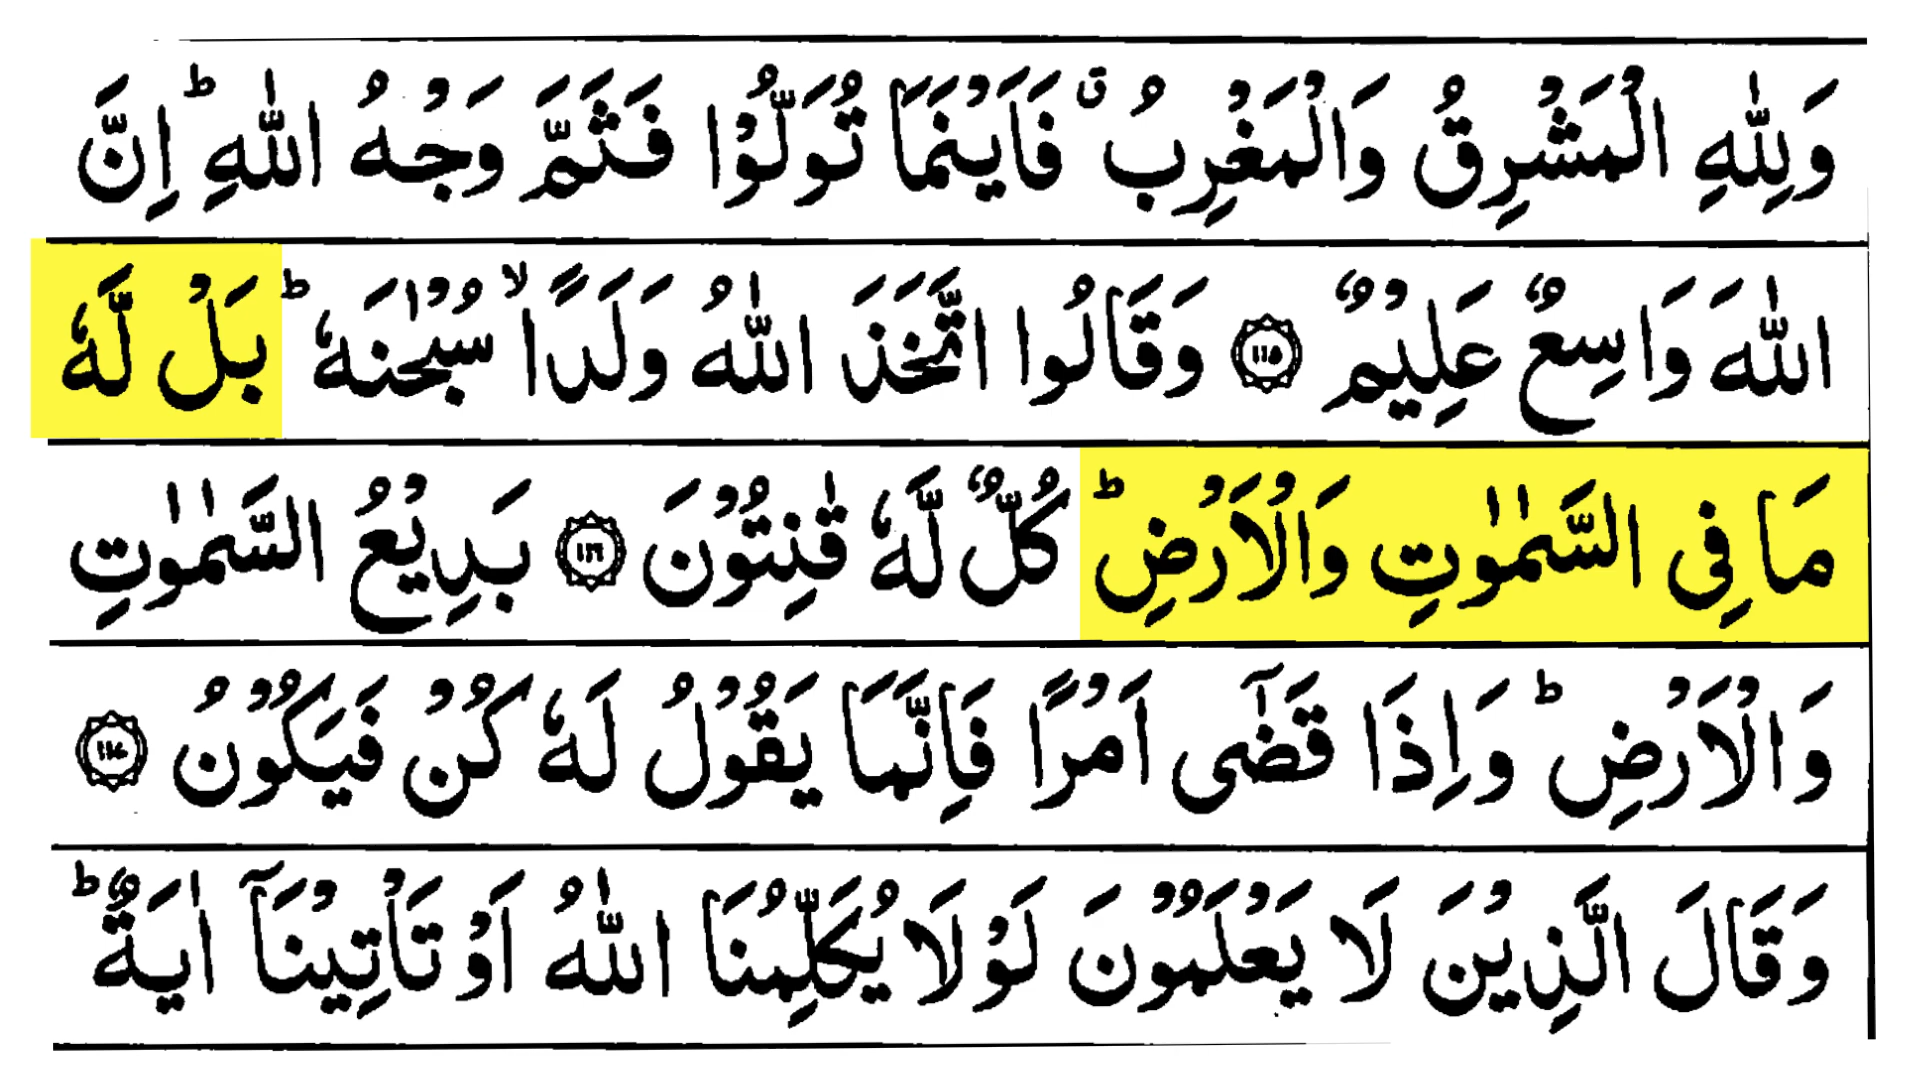 وَلِلّٰهِ الْمَشْرِقُ وَالْمَغْرِبُ ۗ فَاَيْنَمَا تُوَلُّوْا فَثَمَّ وَجْهُ اللّٰهِ ؕ اِنَّ
اللّٰهَ وَاسِعٌ عَلِيْمٌ ﴿۱۱۵﴾ وَقَالُوا اتَّخَذَ اللّٰهُ وَلَدًا ۙ سُبْحٰنَهٗ ؕ بَلْ لَّهٗ
مَا فِى السَّمٰوٰتِ وَالْاَرْضِ ؕ كُلٌّ لَّهٗ قٰنِتُوْنَ ﴿۱۱۶﴾ بَدِيْعُ السَّمٰوٰتِ
وَالْاَرْضِ ؕ وَاِذَا قَضٰٓى اَمْرًا فَاِنَّمَا يَقُوْلُ لَهٗ كُنْ فَيَكُوْنُ ﴿۱۱۷﴾
وَقَالَ الَّذِيْنَ لَا يَعْلَمُوْنَ لَوْلَا يُكَلِّمُنَا اللّٰهُ اَوْ تَاْتِيْنَآ اٰيَةٌ ؕ